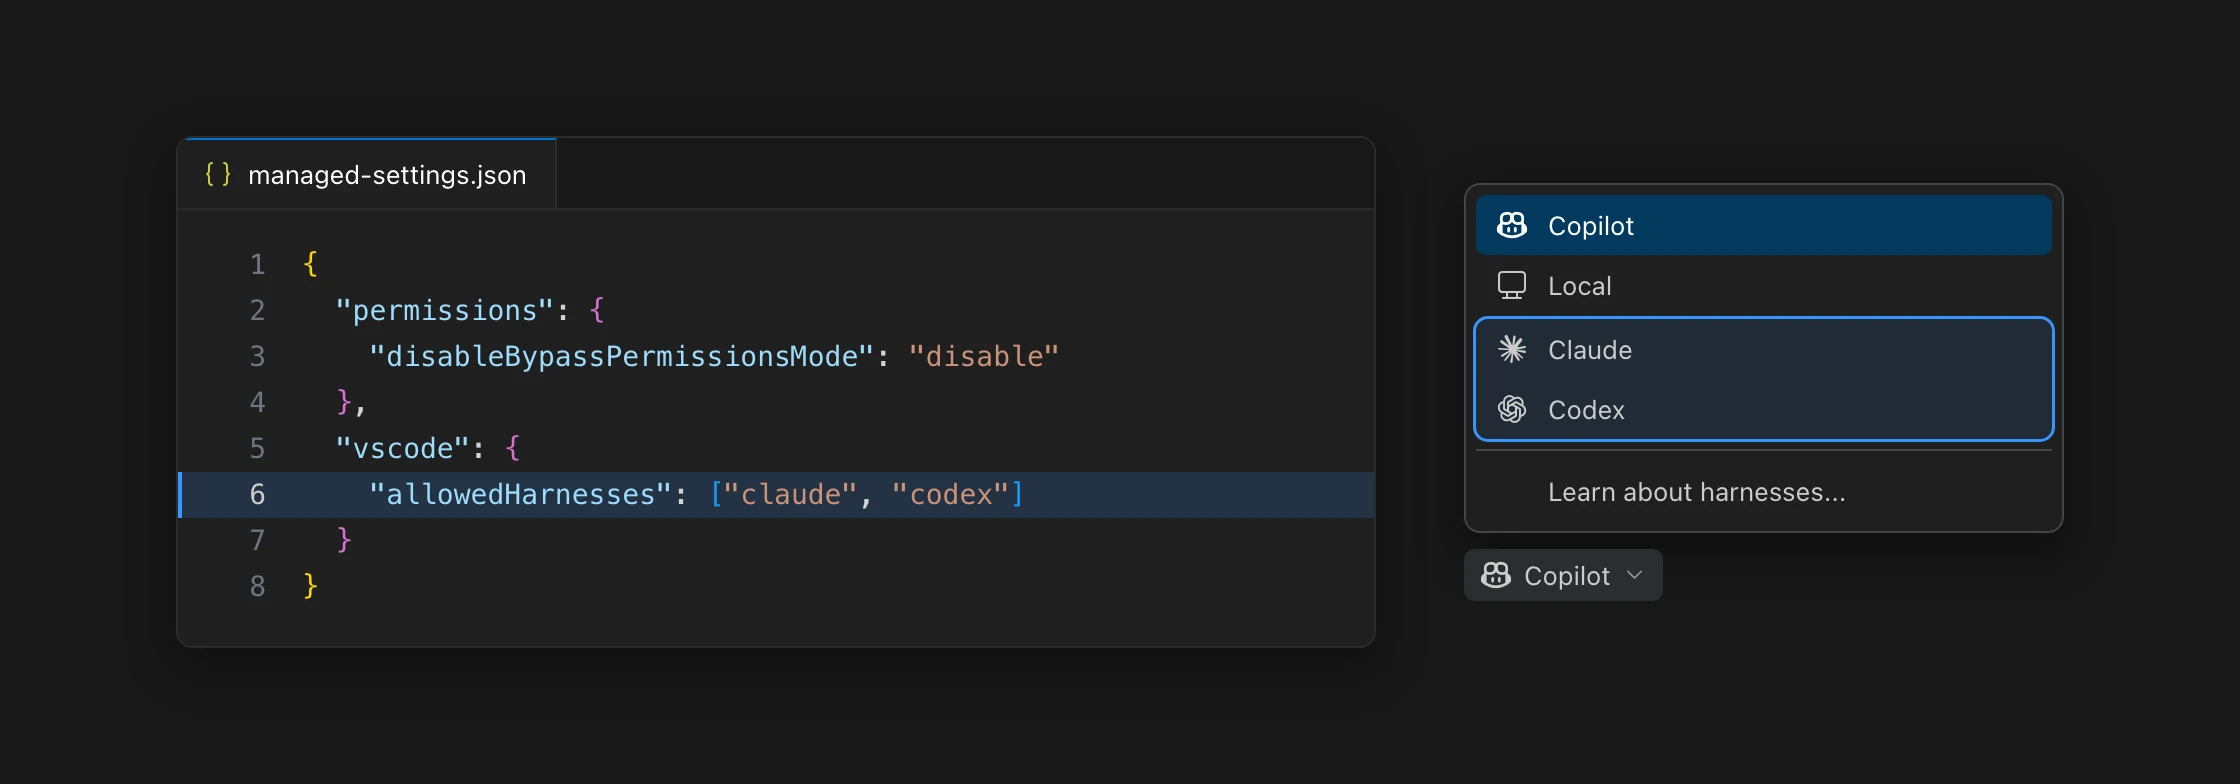 managed-settings.json
1 {
2 "permissions": {
3 "disableBypassPermissionsMode": "disable"
4 },
5 "vscode": {
6 "allowedHarnesses": ["claude", "codex"]
7 }
8 }
Copilot
Local
Claude
Codex
Learn about harnesses...
Copilot